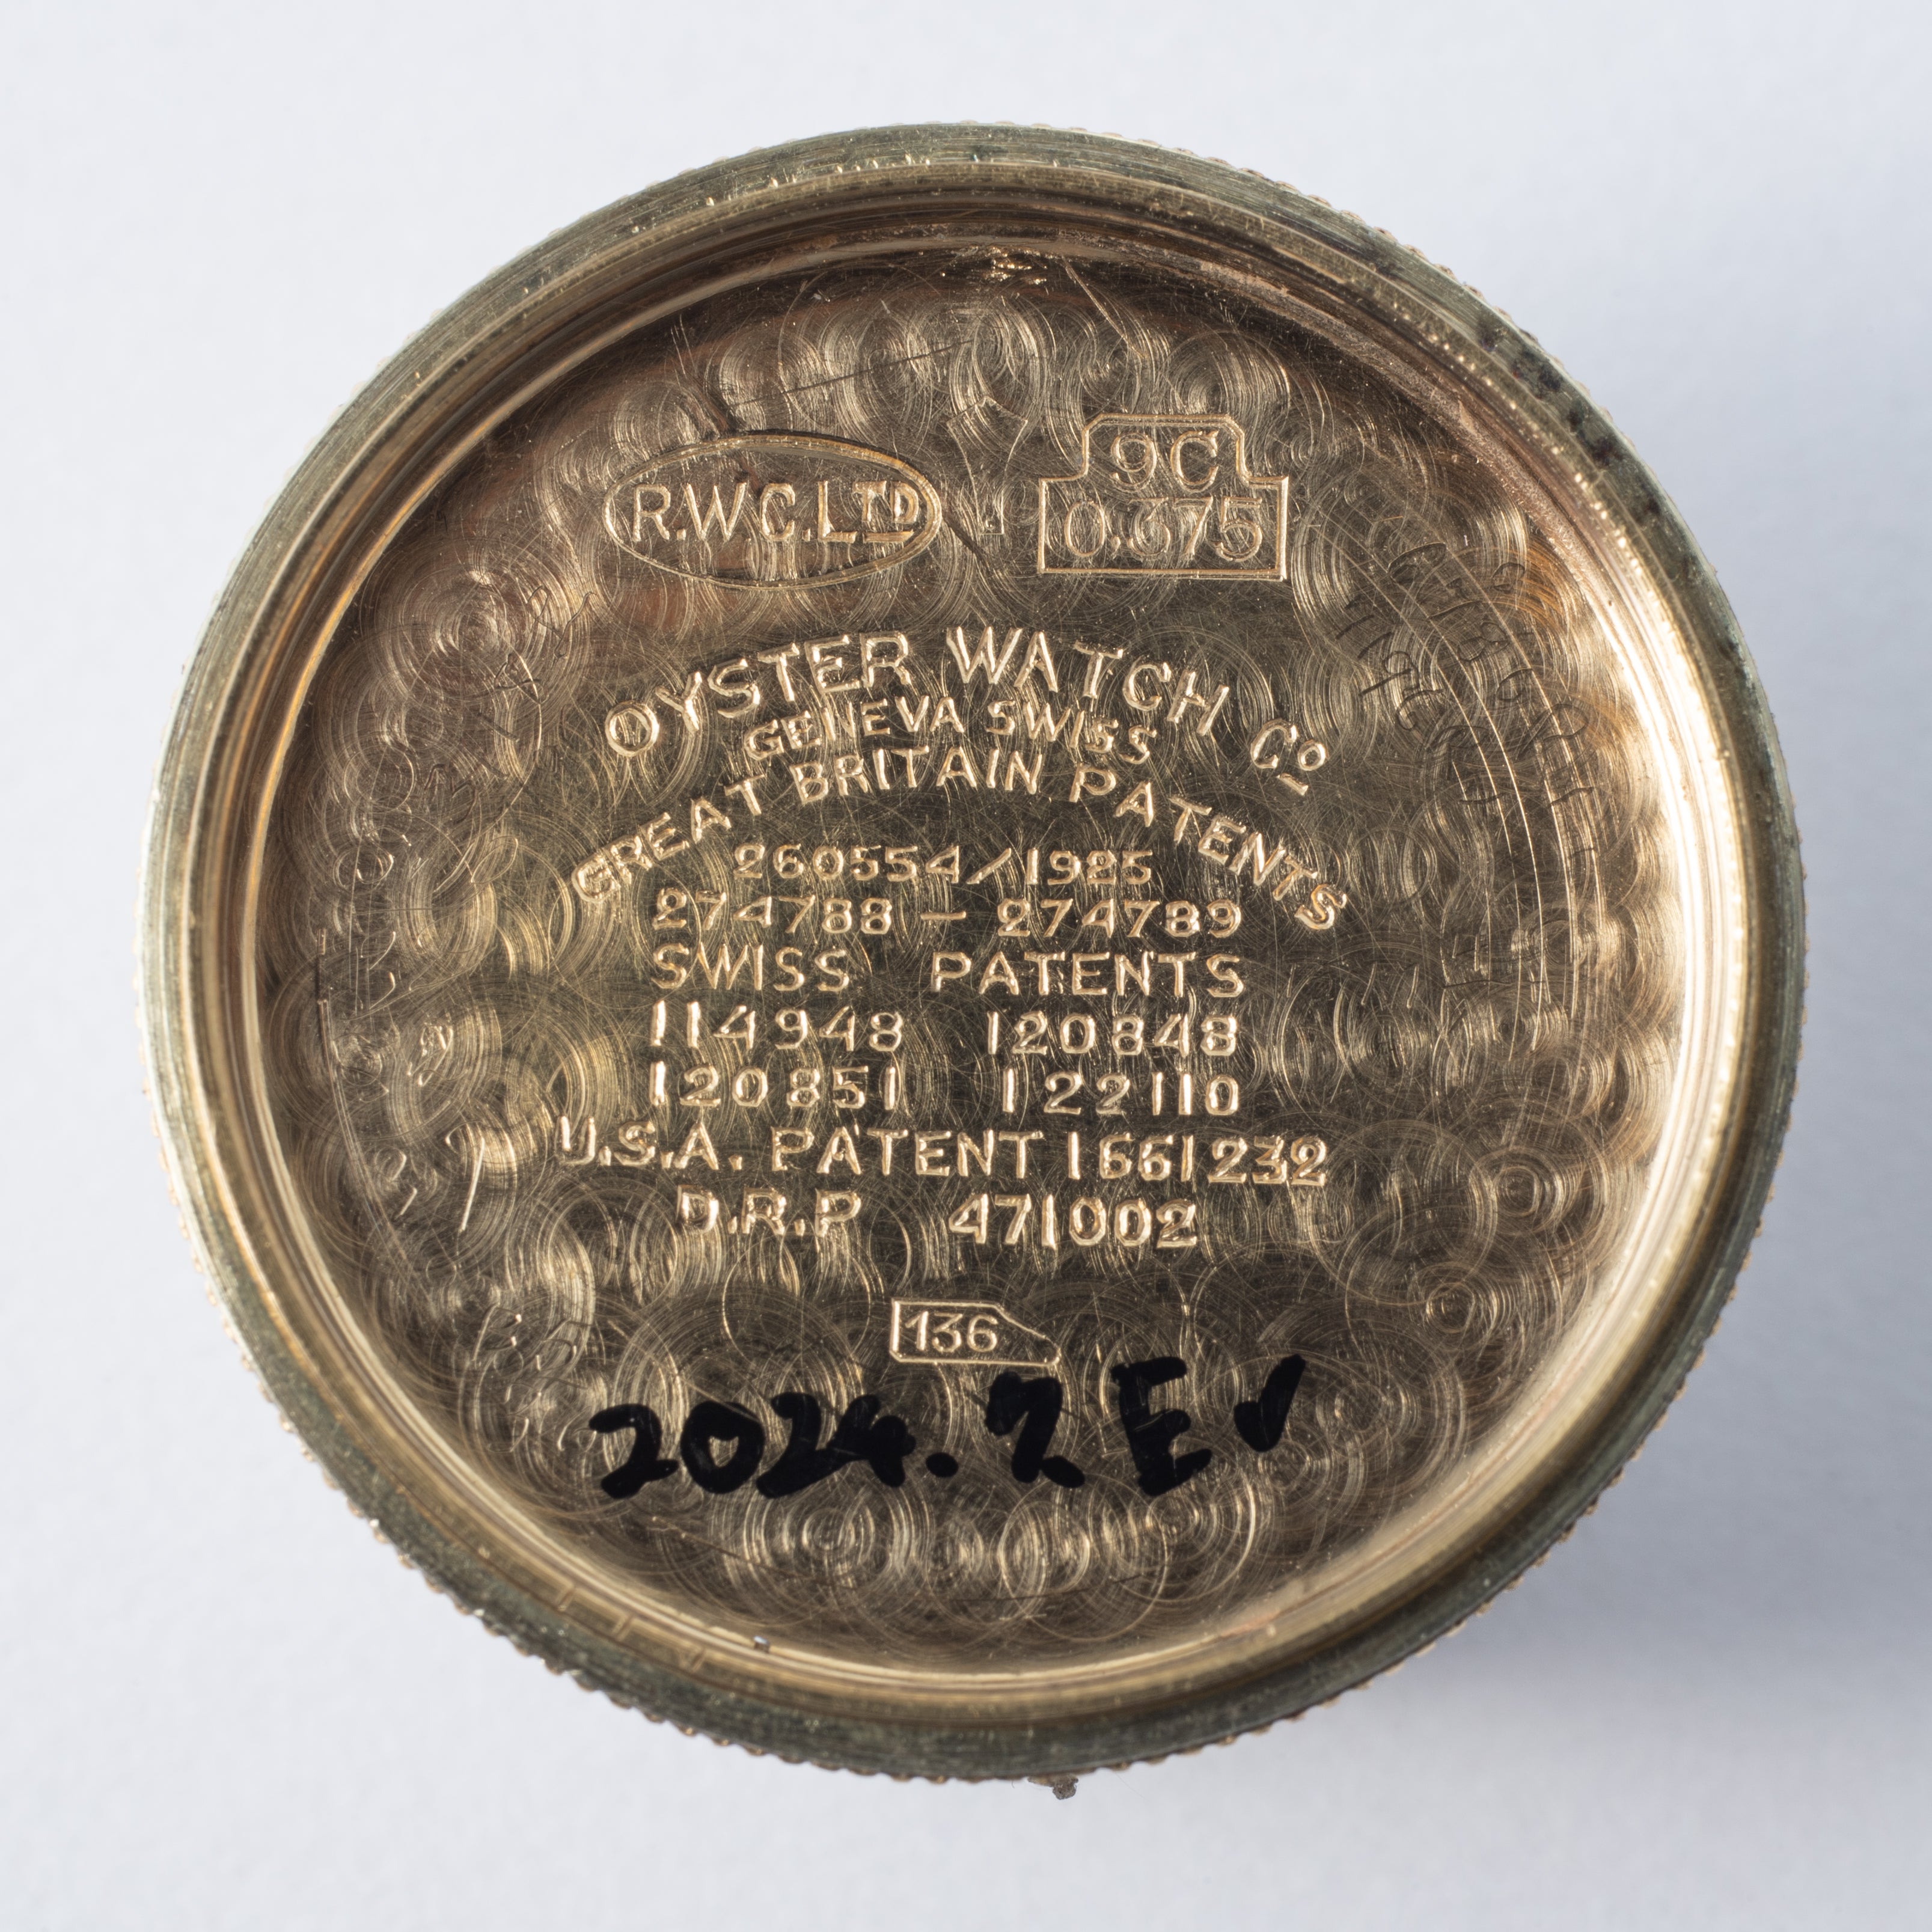 R.W.C.LTD
9C
0.375
OYSTER WATCH Cº
GENEVA SWISS
GREAT BRITAIN PATENTS
260554/1925
274788 - 274789
SWISS PATENTS
114948 120848
120851 122110
U.S.A. PATENT 1661232
D.R.P 471002
136
2024.7 E✓